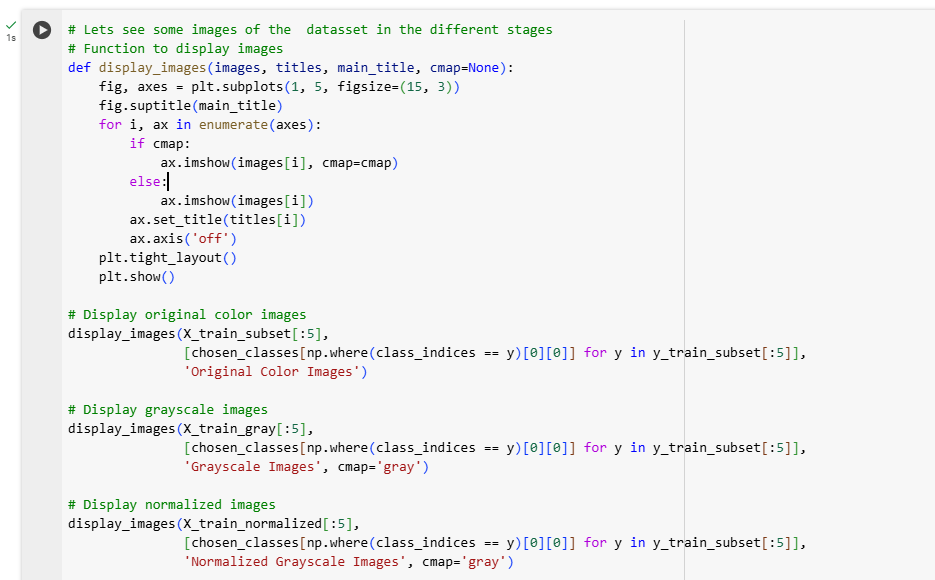 1s
# Lets see some images of the  datasset in the different stages
# Function to display images
def display_images(images, titles, main_title, cmap=None):
    fig, axes = plt.subplots(1, 5, figsize=(15, 3))
    fig.suptitle(main_title)
    for i, ax in enumerate(axes):
        if cmap:
            ax.imshow(images[i], cmap=cmap)
        else:
            ax.imshow(images[i])
        ax.set_title(titles[i])
        ax.axis('off')
    plt.tight_layout()
    plt.show()

# Display original color images
display_images(X_train_subset[:5],
               [chosen_classes[np.where(class_indices == y)[0][0]] for y in y_train_subset[:5]],
               'Original Color Images')

# Display grayscale images
display_images(X_train_gray[:5],
               [chosen_classes[np.where(class_indices == y)[0][0]] for y in y_train_subset[:5]],
               'Grayscale Images', cmap='gray')

# Display normalized images
display_images(X_train_normalized[:5],
               [chosen_classes[np.where(class_indices == y)[0][0]] for y in y_train_subset[:5]],
               'Normalized Grayscale Images', cmap='gray')